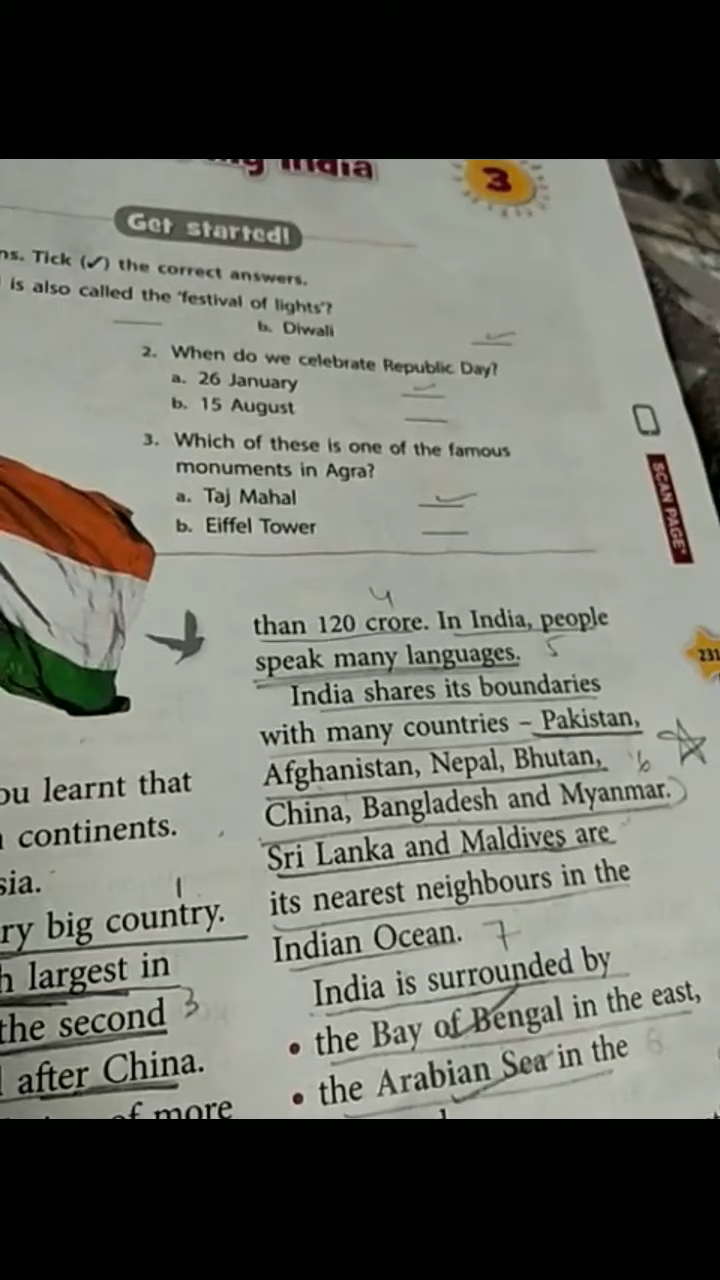 India
3
Get started!
Tick (✓) the correct answers.
is also called the 'festival of lights'?
b. Diwali
2. When do we celebrate Republic Day?
a. 26 January
b. 15 August
3. Which of these is one of the famous
monuments in Agra?
a. Taj Mahal
b. Eiffel Tower
SCAN PAGE
231
learnt that
continents.
1
big country.
largest in
the second 3
after China.
of more
4
than 120 crore. In India, people
speak many languages. 5
India shares its boundaries
with many countries – Pakistan,
Afghanistan, Nepal, Bhutan, 6
China, Bangladesh and Myanmar.
Sri Lanka and Maldives are
its nearest neighbours in the
Indian Ocean. 7
India is surrounded by
• the Bay of Bengal in the east,
• the Arabian Sea in the 8